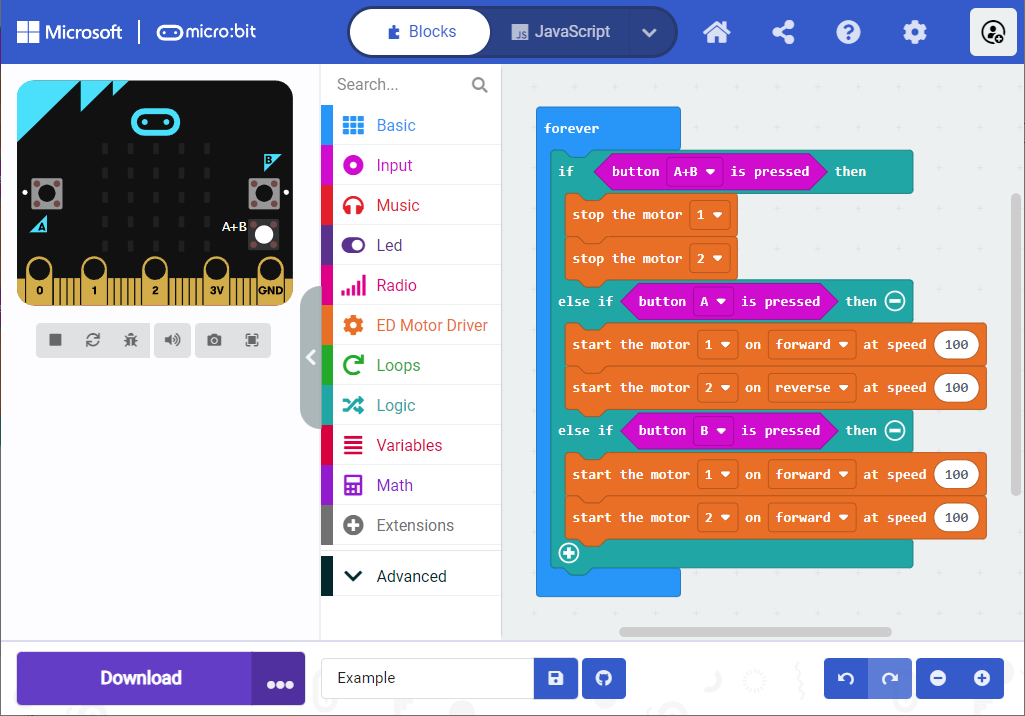 Microsoft micro:bit Blocks JS JavaScript
Search...
Basic
Input
Music
Led
Radio
ED Motor Driver
Loops
Logic
Variables
Math
Extensions
Advanced
B
A
A+B
0 1 2 3V GND
forever
if button A+B is pressed then
stop the motor 1
stop the motor 2
else if button A is pressed then
start the motor 1 on forward at speed 100
start the motor 2 on reverse at speed 100
else if button B is pressed then
start the motor 1 on forward at speed 100
start the motor 2 on forward at speed 100
Download
Example